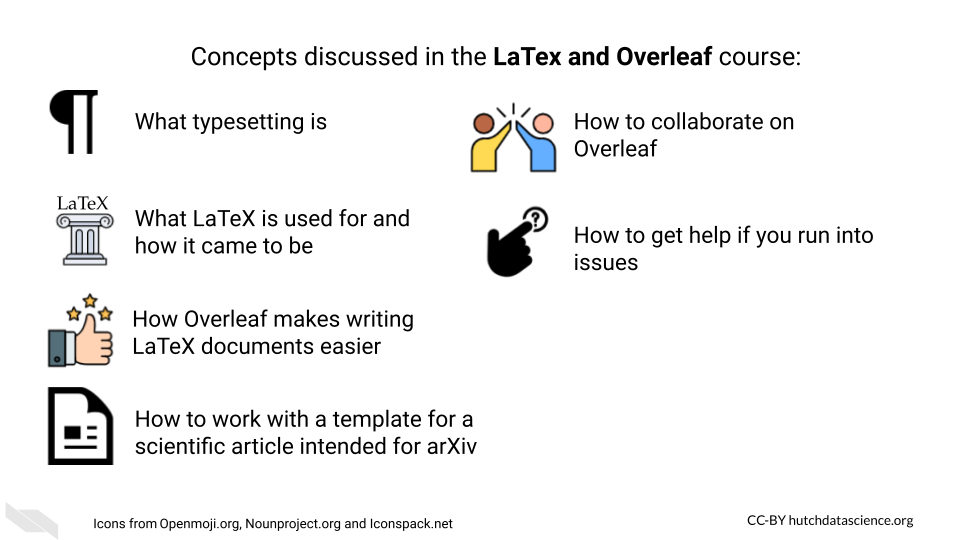 Concepts discussed in the LaTex and Overleaf course:
What typesetting is
LaTeX
What LaTeX is used for and
how it came to be
How Overleaf makes writing
LaTeX documents easier
How to work with a template for a
scientific article intended for arXiv
How to collaborate on
Overleaf
?
How to get help if you run into
issues
Icons from Openmoji.org, Nounproject.org and Iconspack.net
CC-BY hutchdatascience.org